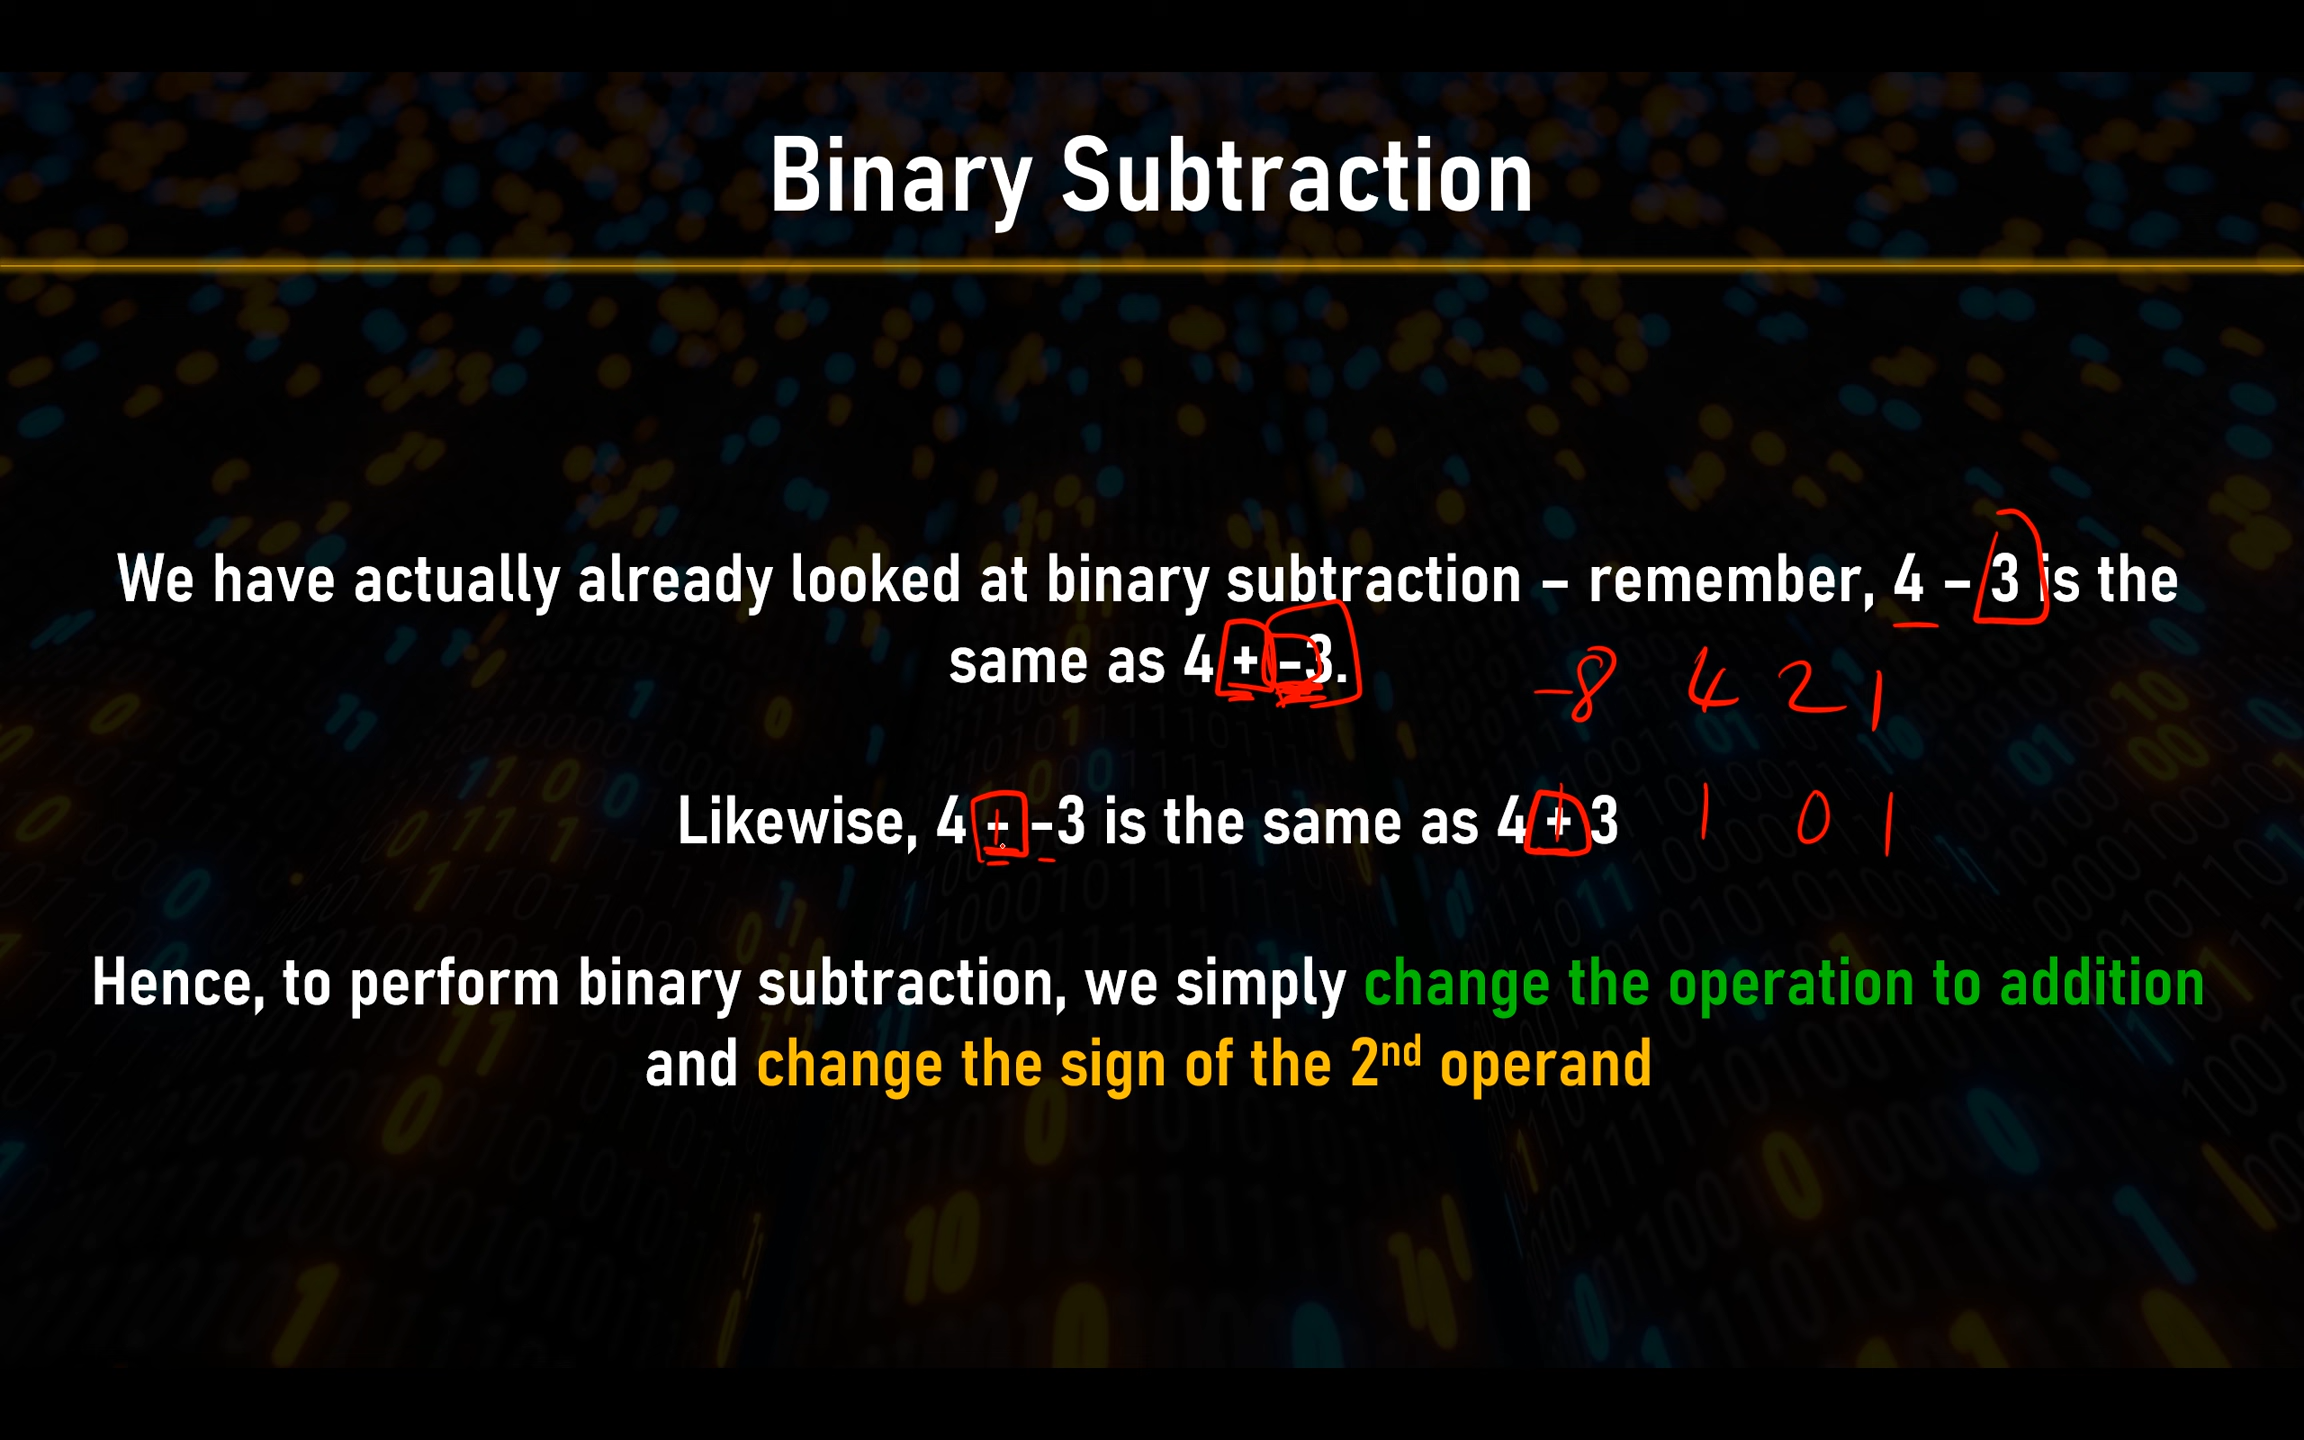 Binary Subtraction
We have actually already looked at binary subtraction – remember, 4 – 3 is the
same as 4 + –3.
-8 4 2 1
Likewise, 4 – –3 is the same as 4 + 3
1 0 1
Hence, to perform binary subtraction, we simply change the operation to addition
and change the sign of the 2nd operand